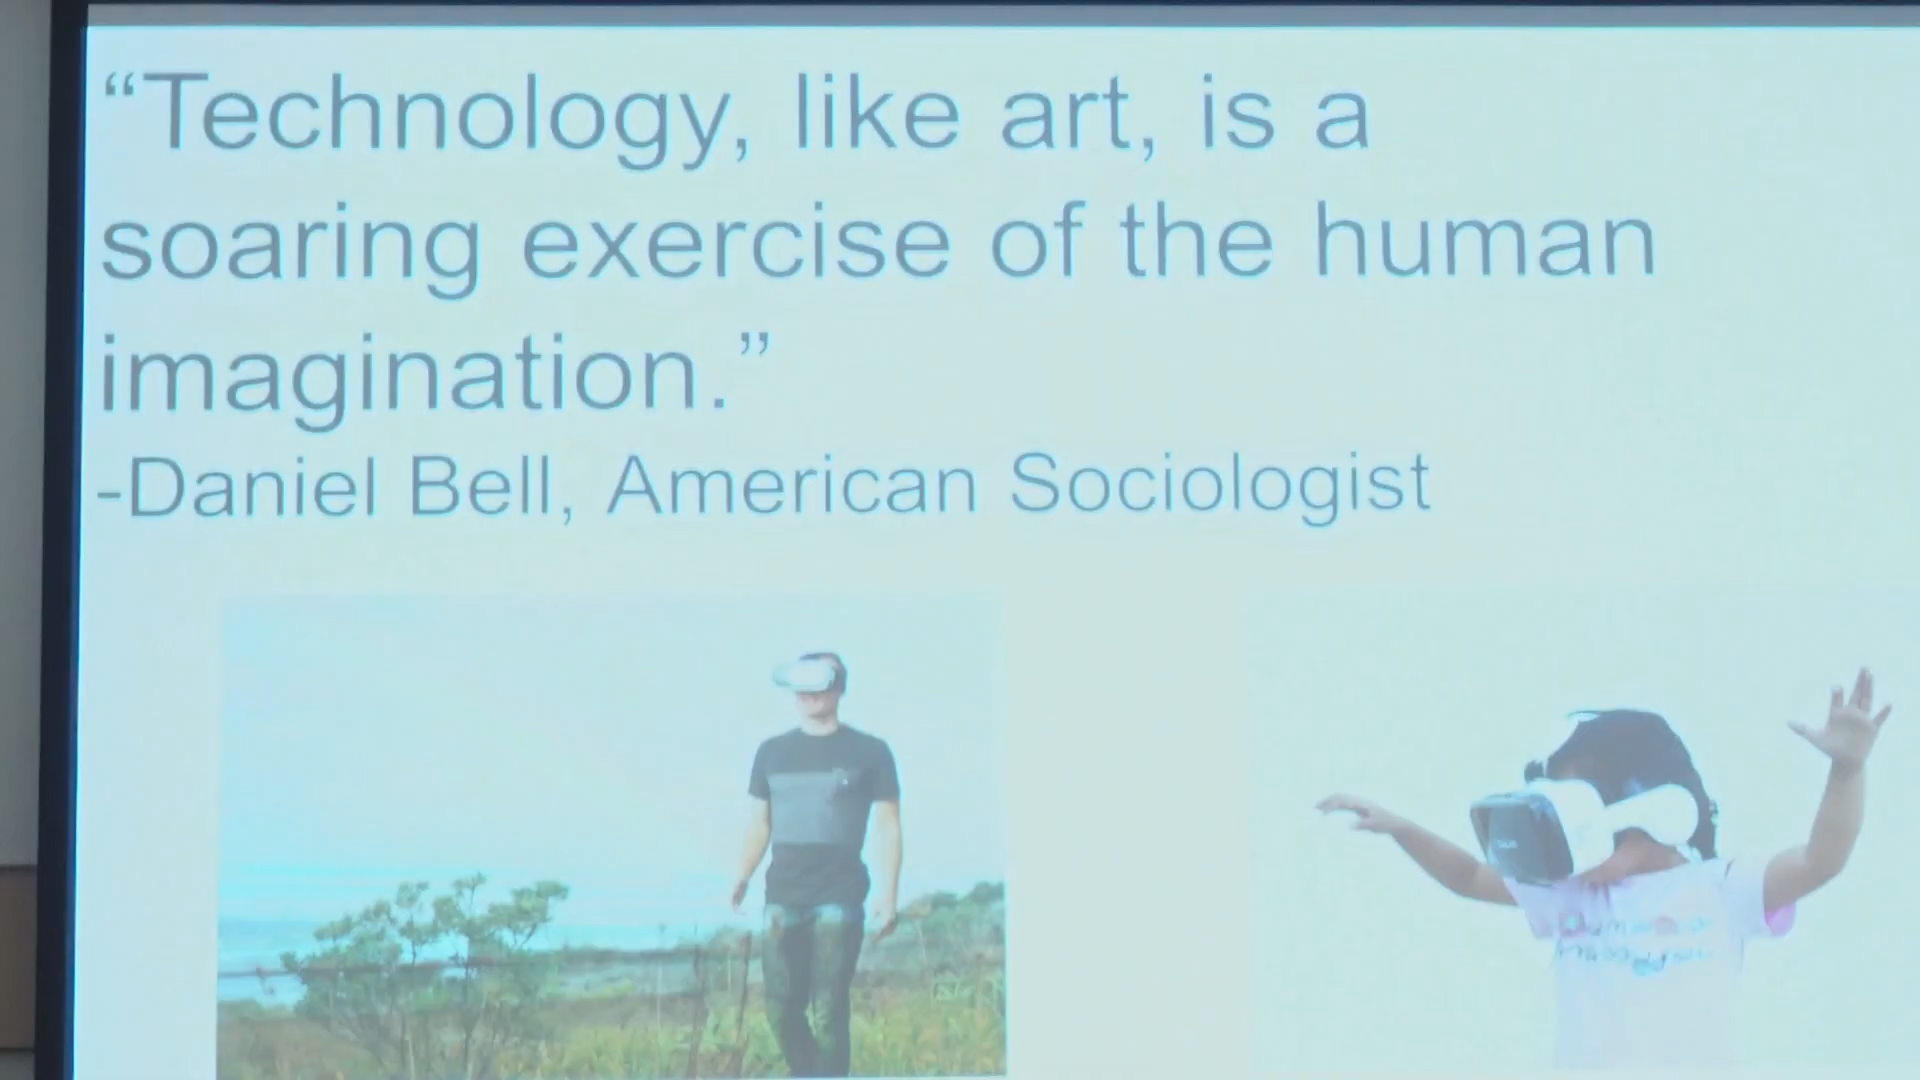 “Technology, like art, is a
soaring exercise of the human
imagination.”
-Daniel Bell, American Sociologist